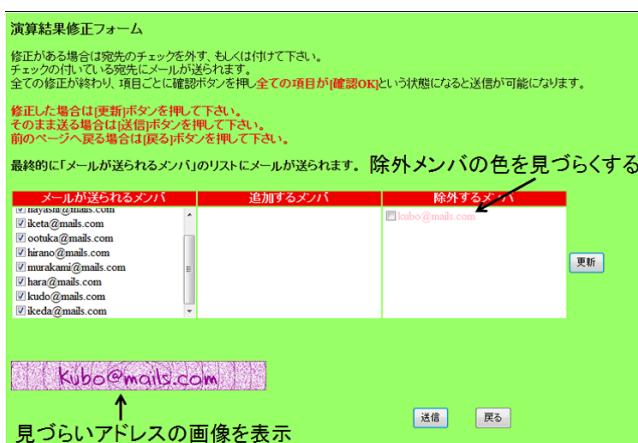 演算結果修正フォーム
修正がある場合は宛先のチェックを外す、もしくは付けて下さい。
チェックの付いている宛先にメールが送られます。
全ての修正が終わり、項目ごとに確認ボタンを押し全ての項目が[確認OK]という状態になると送信が可能になります。
修正した場合は[更新]ボタンを押して下さい。
そのまま送る場合は[送信]ボタンを押して下さい。
前のページへ戻る場合は[戻る]ボタンを押して下さい。
最終的に「メールが送られるメンバ」のリストにメールが送られます。
除外メンバの色を見づらくする
メールが送られるメンバ 追加するメンバ 除外するメンバ
hayashi@mails.com
iketa@mails.com
ootuka@mails.com
hirano@mails.com
murakami@mails.com
hara@mails.com
kudo@mails.com
ikeda@mails.com
kubo@mails.com
更新
kubo@mails.com
見づらいアドレスの画像を表示
送信 戻る